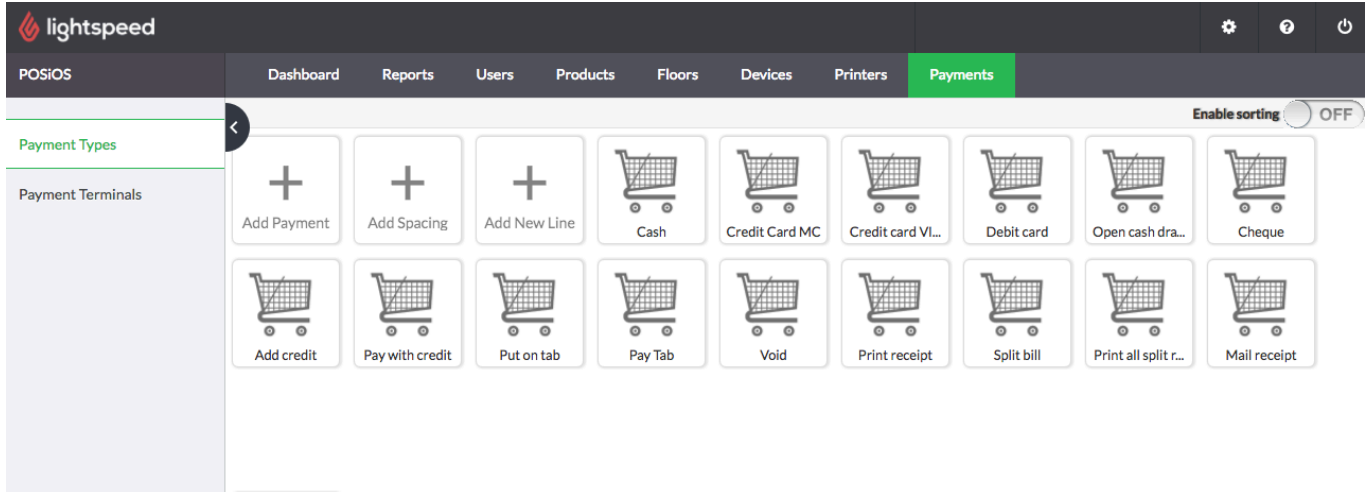 lightspeed
POSiOS Dashboard Reports Users Products Floors Devices Printers Payments
Enable sorting OFF
Payment Types
Payment Terminals
Add Payment Add Spacing Add New Line Cash Credit Card MC Credit card VI... Debit card Open cash dra... Cheque
Add credit Pay with credit Put on tab Pay Tab Void Print receipt Split bill Print all split r... Mail receipt